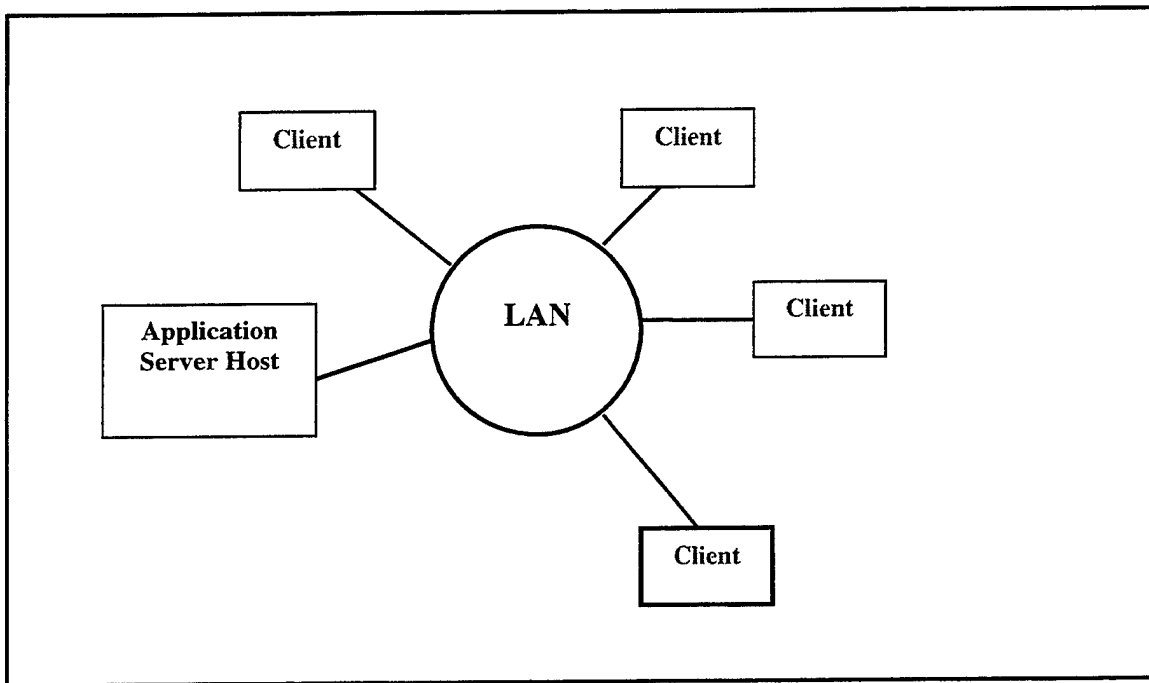 Client
Client
LAN
Client
Application
Server Host
Client